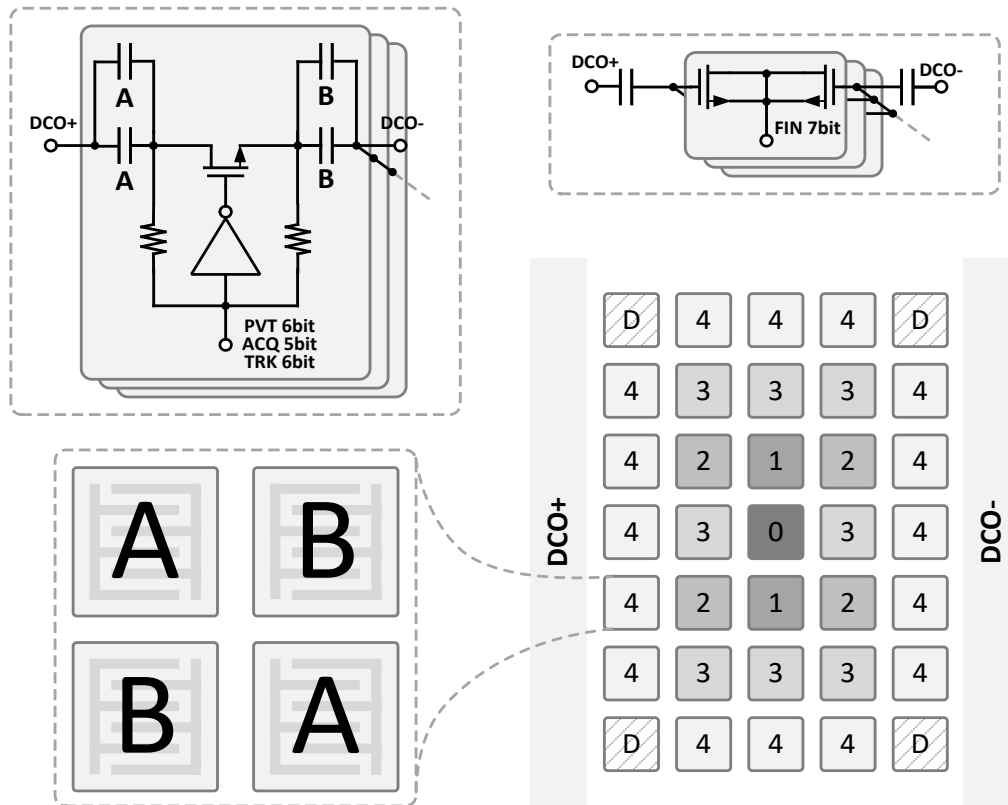 A
B
DCO+
DCO-
A
B
PVT 6bit
ACQ 5bit
TRK 6bit
DCO+
DCO-
FIN 7bit
A B
B A
DCO+
DCO-
D 4 4 4 D
4 3 3 3 4
4 2 1 2 4
4 3 0 3 4
4 2 1 2 4
4 3 3 3 4
D 4 4 4 D